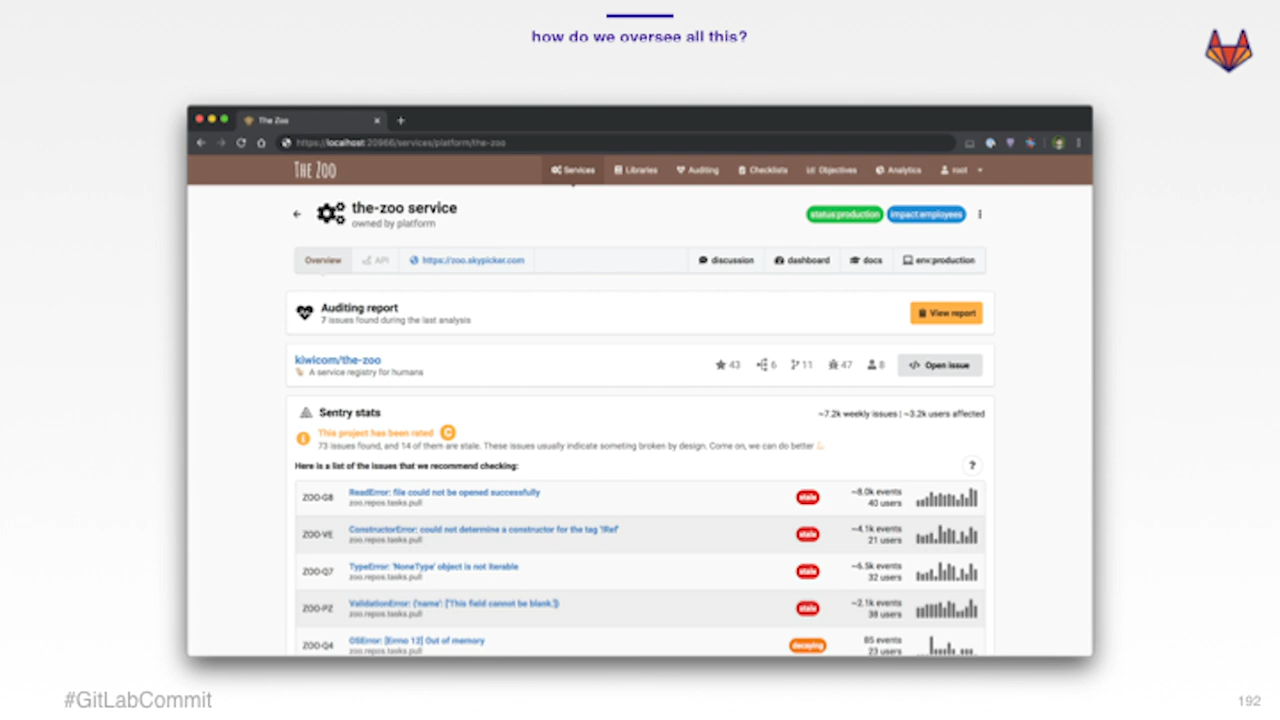 how do we oversee all this?
The Zoo
https://localhost:20966/services/platform/the-zoo
THE ZOO
Services Libraries Auditing Checklists Objectives Analytics root
the-zoo service
owned by platform
status:production impact:employees
Overview API https://zoo.skypicker.com discussion dashboard docs env:production
Auditing report
7 issues found during the last analysis
View report
kiwicom/the-zoo
A service registry for humans
43 6 11 47 8 Open issue
Sentry stats
~7.2k weekly issues | ~3.2k users affected
This project has been rated C
73 issues found, and 14 of them are stale. These issues usually indicate someting broken by design. Come on, we can do better
Here is a list of the issues that we recommend checking: ?
ZOO-G8 ReadError: file could not be opened successfully stale ~8.0k events
zoo.repos.tasks.pull 40 users
ZOO-VE ConstructorError: could not determine a constructor for the tag '!Ref' stale ~4.1k events
zoo.repos.tasks.pull 21 users
ZOO-Q7 TypeError: 'NoneType' object is not iterable stale ~6.5k events
zoo.repos.tasks.pull 32 users
ZOO-PZ ValidationError: {'name': ['This field cannot be blank.']} stale ~2.1k events
zoo.repos.tasks.pull 38 users
ZOO-Q4 OSError: [Errno 12] Out of memory decaying 85 events
zoo.repos.tasks.pull 23 users
#GitLabCommit
192